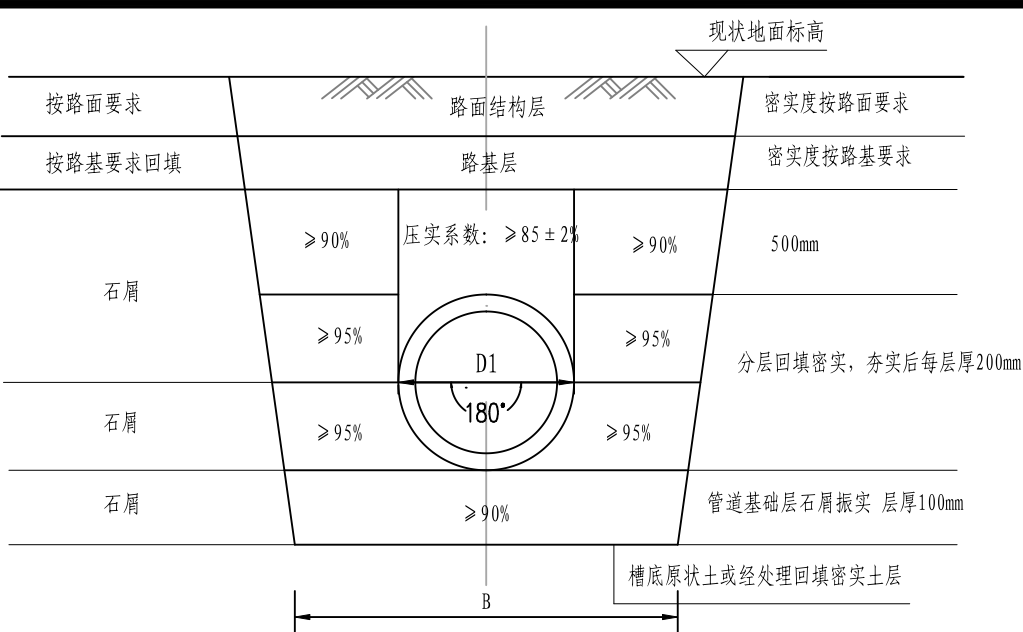 现状地面标高
按路面要求
路面结构层
密实度按路面要求
按路基要求回填
路基层
密实度按路基要求
≥90%
压实系数：≥85±2%
≥90%
500mm
石屑
≥95%
≥95%
分层回填密实，夯实后每层厚200mm
D1
180°
石屑
≥95%
≥95%
石屑
≥90%
管道基础层石屑振实 层厚100mm
槽底原状土或经处理回填密实土层
B